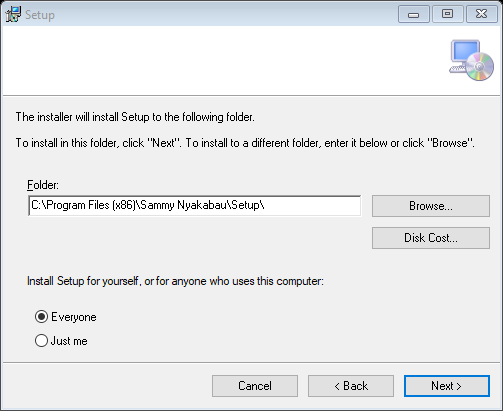 Setup
The installer will install Setup to the following folder.
To install in this folder, click "Next". To install to a different folder, enter it below or click "Browse".
Folder:
C:\Program Files (x86)\Sammy Nyakabau\Setup\
Browse...
Disk Cost...
Install Setup for yourself, or for anyone who uses this computer:
Everyone
Just me
Cancel
< Back
Next >